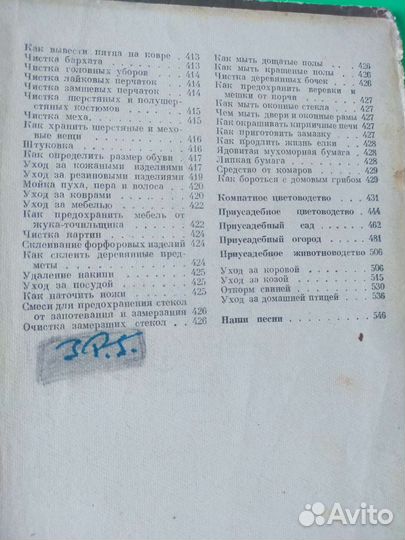 Как вывести пятна на ковре . 413
Чистка бархата . . . . . 413
Чистка головных уборов . . 414
Чистка лайковых перчаток . 414
Чистка замшевых перчаток . 414
Чистка шерстяных и полушер-
стяных костюмов . . . . 415
Чистка меха. . . . . . . 415
Как хранить шерстяные и мехо-
вые вещи . . . . . . . 416
Штуковка . . . . . . . . 416
Как определить размер обуви . 417
Уход за кожаными изделиями 417
Уход за резиновыми изделиями 419
Мойка пуха, пера и волоса . 420
Уход за коврами . . . . . 420
Уход за мебелью . . . . . 422
Как предохранить мебель от
жука-точильщика . . . . 422
Чистка картин . . . . . . 424
Склеивание форфоровых изделий 424
Как склеить деревянные пред-
меты . . . . . . . . . 424
Удаление накипи . . . . . 425
Уход за посудой . . . . . 425
Как наточить ножи . . . . 425
Смеси для предохранения стекол
от запотевания и замерзания 426
Очистка замерзших стекол . . 426
Как мыть дощатые полы . . 426
Как мыть крашеные полы . . 426
Чистка деревянных бочек . . 426
Как предохранить веревки и
мешки от порчи . . . . . 427
Как мыть оконные стекла . . 427
Чем мыть двери и оконные рамы 427
Как окрашивать кирпичные печи 427
Как приготовить замазку . . 427
Как продлить жизнь елки . . 428
Ядовитая мухоморная бумага . 428
Липкая бумага . . . . . . 428
Средство от комаров . . . 429
Как бороться с домовым грибом 429
Комнатное цветоводство . . . 431
Приусадебное цветоводство . 444
Приусадебный сад . . . . . 462
Приусадебный огород . . . . 481
Приусадебное животноводство 506
Уход за коровой . . . . . 506
Уход за козой . . . . . . 515
Откорм свиней . . . . . . 530
Уход за домашней птицей . . 536
Наши песни . . . . . . . . 546
3 р. 5.
Avito